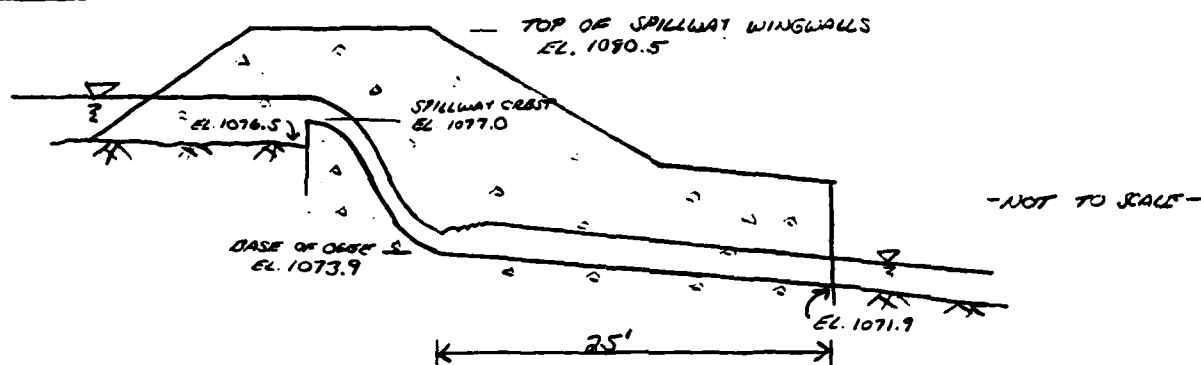 TOP OF SPILLWAY WINGWALLS
EL. 1080.5
SPILLWAY CREST
EL 1077.0
EL. 1076.5
-NOT TO SCALE-
BASE OF OGEE
EL. 1073.9
EL. 1071.9
25'